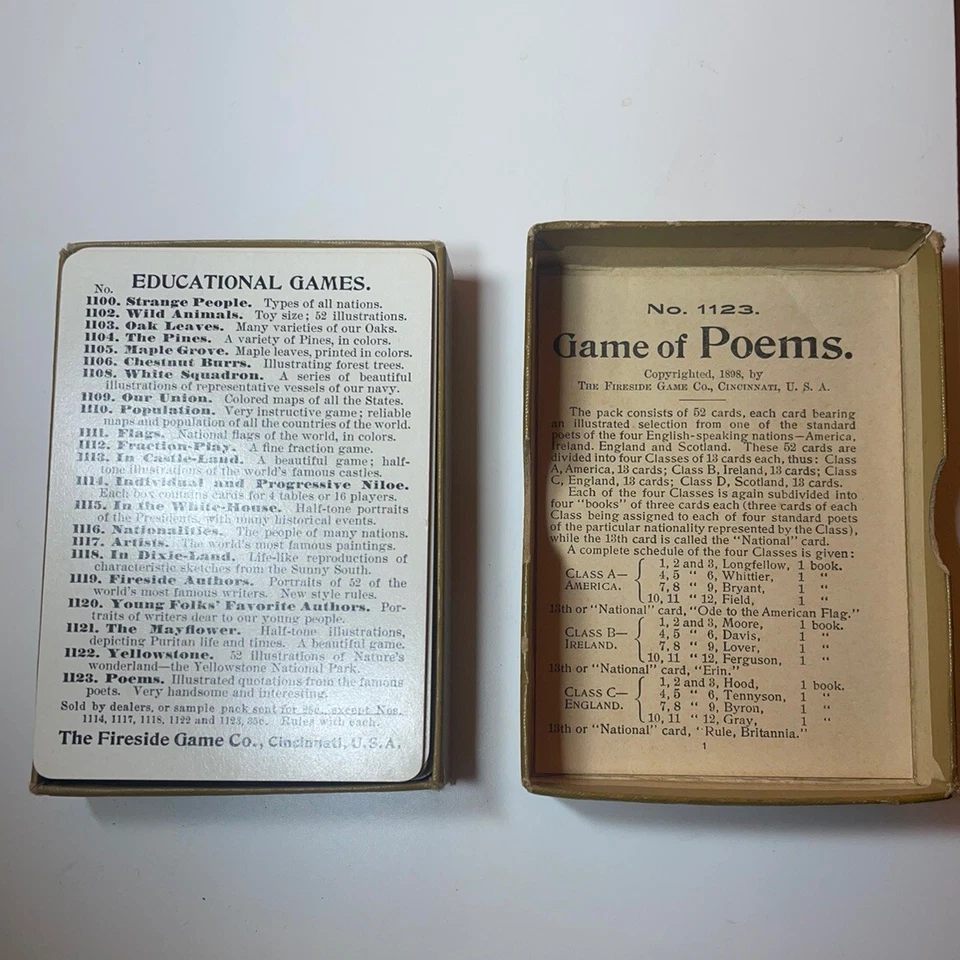 EDUCATIONAL GAMES.
No.
1100. Strange People. Types of all nations.
1102. Wild Animals. Toy size; 52 illustrations.
1103. Oak Leaves. Many varieties of our Oaks.
1104. The Pines. A variety of Pines, in colors.
1105. Maple Grove. Maple leaves, printed in colors.
1106. Chestnut Burrs. Illustrating forest trees.
1108. White Squadron. A series of beautiful
illustrations of representative vessels of our navy.
1109. Our Union. Colored maps of all the States.
1110. Population. Very instructive game; reliable
maps and population of all the countries of the world.
1111. Flags. National flags of the world, in colors.
1112. Fraction-Play. A fine fraction game.
1113. In Castle-Land. A beautiful game; half-
tone illustrations of the world's famous castles.
1114. Individual and Progressive Niloe.
Each box contains cards for 4 tables or 16 players.
1115. In the White-House. Half-tone portraits
of the Presidents, with many historical events.
1116. Nationalities. The people of many nations.
1117. Artists. The world's most famous paintings.
1118. In Dixie-Land. Life-like reproductions of
characteristic sketches from the Sunny South.
1119. Fireside Authors. Portraits of 52 of the
world's most famous writers. New style rules.
1120. Young Folks' Favorite Authors. Por-
traits of writers dear to our young people.
1121. The Mayflower. Half-tone illustrations,
depicting Puritan life and times. A beautiful game.
1122. Yellowstone. 52 Illustrations of Nature's
wonderland—the Yellowstone National Park.
1123. Poems. Illustrated quotations from the famous
poets. Very handsome and interesting.
Sold by dealers, or sample pack sent for 25c., except Nos.
1114, 1117, 1118, 1122 and 1123, 35c. Rules with each.
The Fireside Game Co., Cincinnati, U.S.A.
No. 1123.
Game of Poems.
Copyrighted, 1898, by
The Fireside Game Co., Cincinnati, U. S. A.
The pack consists of 52 cards, each card bearing
an illustrated selection from one of the standard
poets of the four English-speaking nations—America,
Ireland, England and Scotland. These 52 cards are
divided into four Classes of 13 cards each, thus: Class
A, America, 13 cards; Class B, Ireland, 13 cards; Class
C, England, 13 cards; Class D, Scotland, 13 cards.
Each of the four Classes is again subdivided into
four "books" of three cards each (three cards of each
Class being assigned to each of four standard poets
of the particular nationality represented by the Class),
while the 13th card is called the "National" card.
A complete schedule of the four Classes is given:
1, 2 and 3, Longfellow, 1 book.
CLASS A— 4, 5 " 6, Whittier, 1 "
AMERICA. 7, 8 " 9, Bryant, 1 "
10, 11 " 12, Field, 1 "
13th or "National" card, "Ode to the American Flag."
1, 2 and 3, Moore, 1 book.
CLASS B— 4, 5 " 6, Davis, 1 "
IRELAND. 7, 8 " 9, Lover, 1 "
10, 11 " 12, Ferguson, 1 "
13th or "National" card, "Erin."
1, 2 and 3, Hood, 1 book.
CLASS C— 4, 5 " 6, Tennyson, 1 "
ENGLAND. 7, 8 " 9, Byron, 1 "
10, 11 " 12, Gray, 1 "
13th or "National" card, "Rule, Britannia."
1